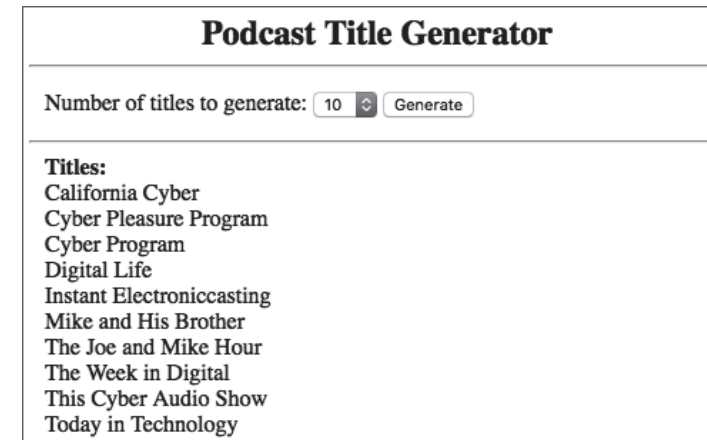 Podcast Title Generator
Number of titles to generate: 10 Generate
Titles:
California Cyber
Cyber Pleasure Program
Cyber Program
Digital Life
Instant Electroniccasting
Mike and His Brother
The Joe and Mike Hour
The Week in Digital
This Cyber Audio Show
Today in Technology